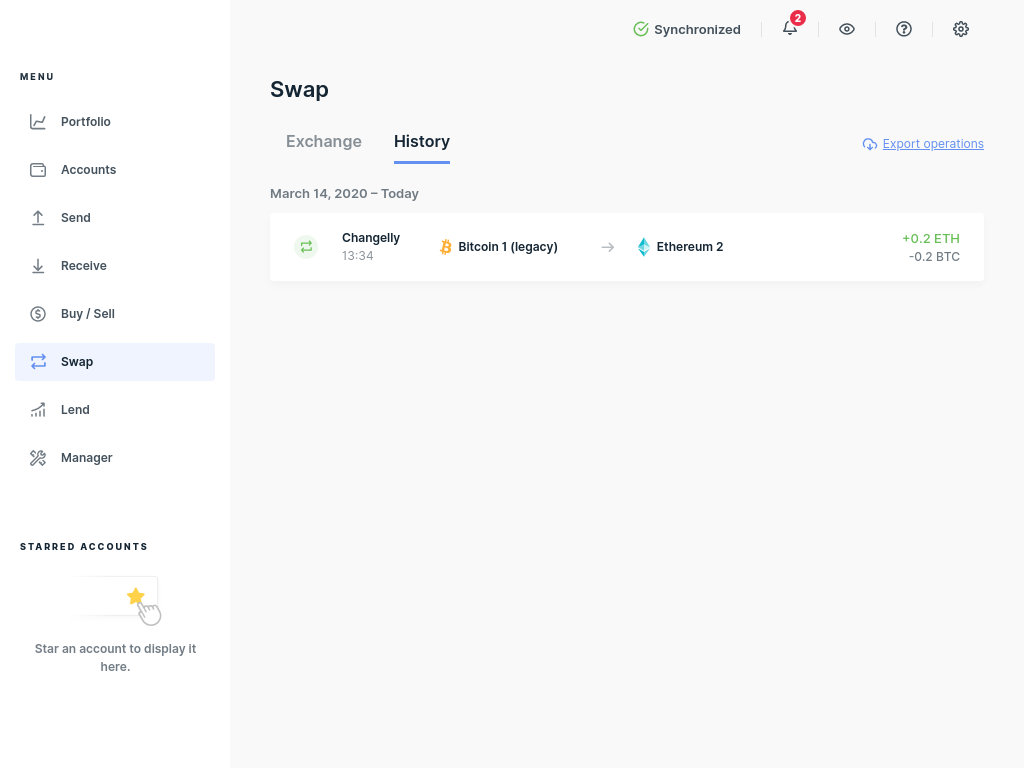 Synchronized
2
MENU
Portfolio
Accounts
Send
Receive
Buy / Sell
Swap
Lend
Manager
STARRED ACCOUNTS
Star an account to display it
here.
Swap
Exchange
History
Export operations
March 14, 2020 – Today
Changelly
13:34
Bitcoin 1 (legacy)
Ethereum 2
+0.2 ETH
-0.2 BTC